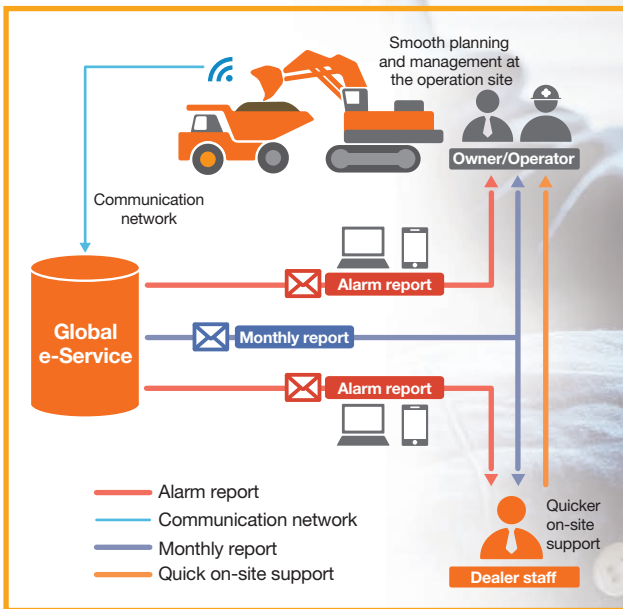 Smooth planning
and management at
the operation site
Owner/Operator
Communication
network
Global
e-Service
Alarm report
Monthly report
Alarm report
Alarm report
Communication network
Monthly report
Quick on-site support
Quicker
on-site
support
Dealer staff